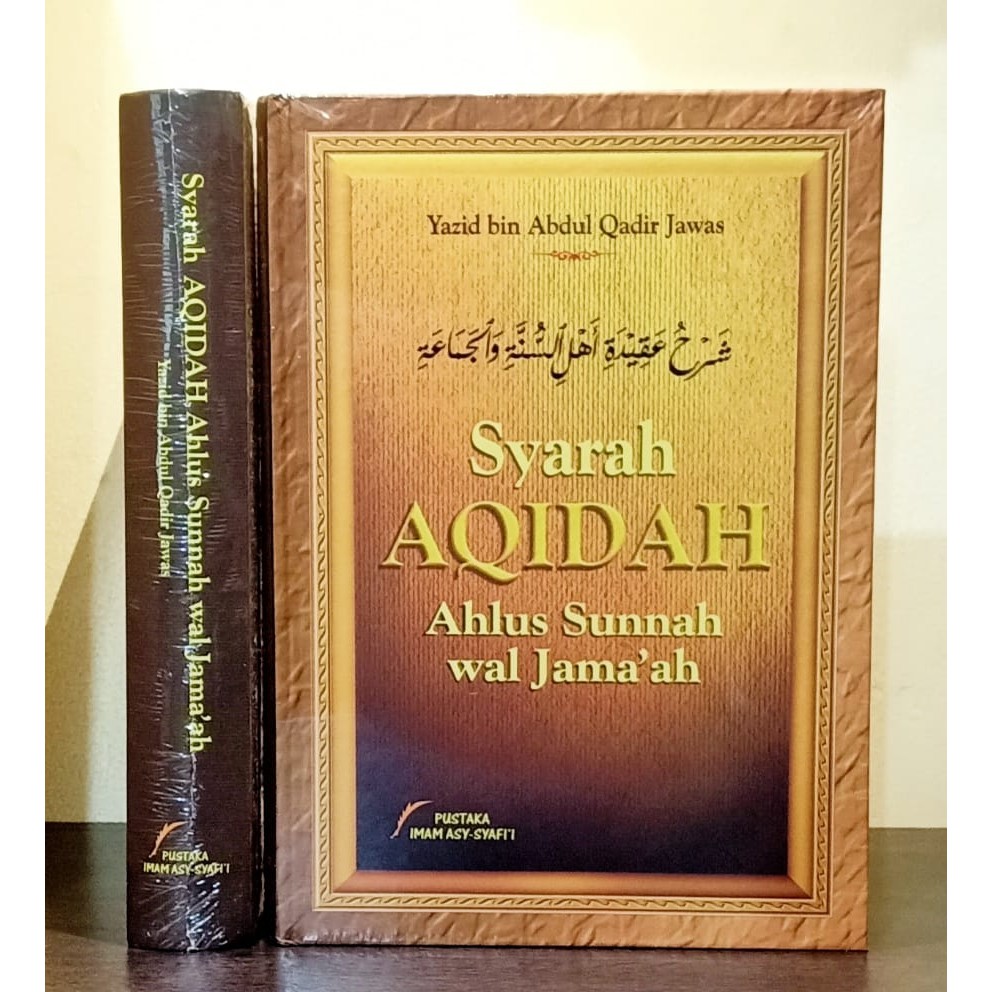 Syarah AQIDAH Ahlus Sunnah wal Jama'ah
Yazid bin Abdul Qadir Jawas
PUSTAKA
IMAM ASY-SYAFI'I
Yazid bin Abdul Qadir Jawas
شَرْحُ عَقِيْدَةِ أَهْلِ السُّنَّةِ وَالْجَمَاعَةِ
Syarah
AQIDAH
Ahlus Sunnah
wal Jama'ah
PUSTAKA
IMAM ASY-SYAFI'I